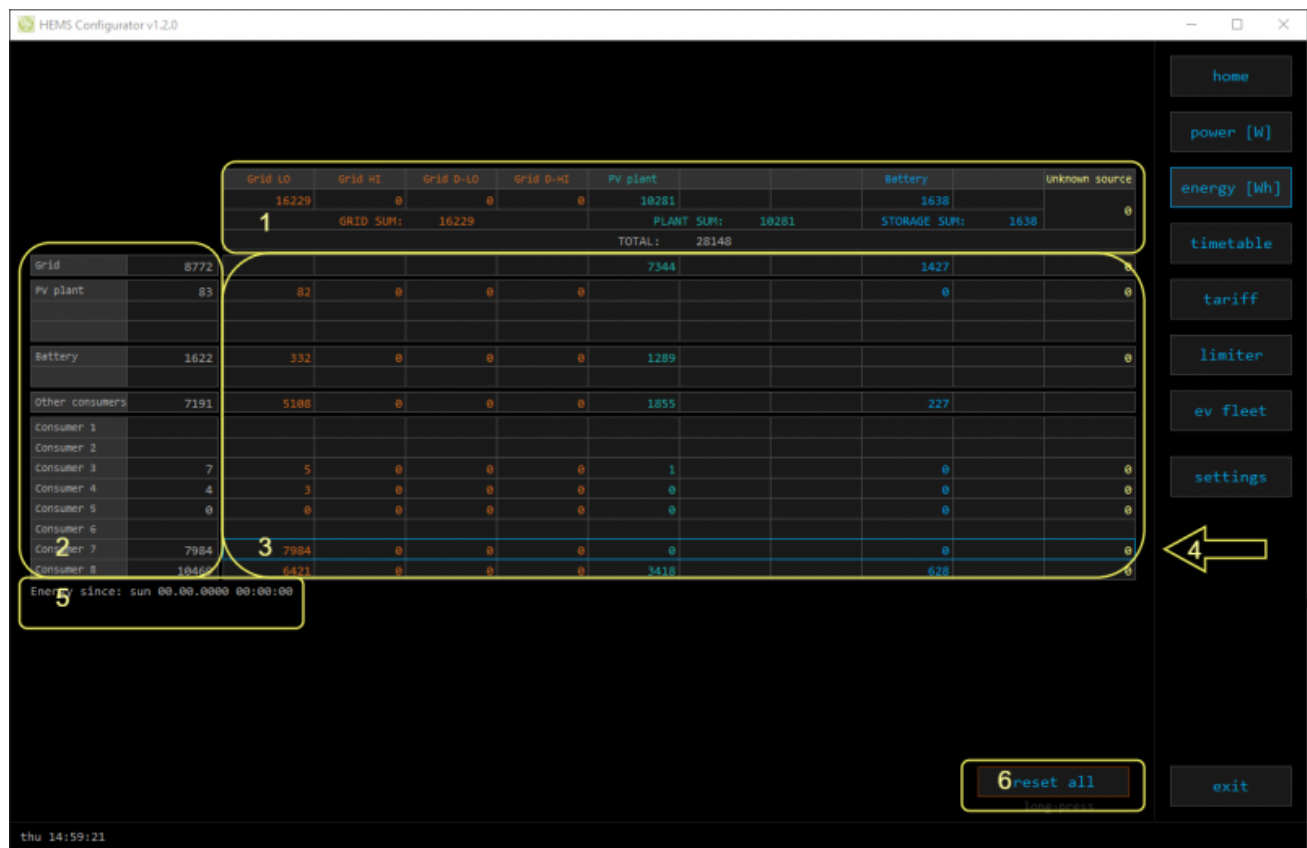 HEMS Configurator v1.2.0
home
power [W]
energy [Wh]
timetable
tariff
limiter
ev fleet
settings
exit
Grid LO Grid HI Grid D-LO Grid D-HI PV plant Battery Unknown source
16229 0 0 0 10281 1638 0
1 GRID SUM: 16229 PLANT SUM: 10281 STORAGE SUM: 1638
TOTAL: 28148
Grid 8772 7344 1427 0
PV plant 83 82 0 0 0 0 0
Battery 1622 332 0 0 0 1289 0
Other consumers 7191 5108 0 0 0 1855 227
Consumer 1
Consumer 2
Consumer 3 7 5 0 0 0 1 0 0
Consumer 4 4 3 0 0 0 0 0 0
Consumer 5 0 0 0 0 0 0 0 0
Consumer 6
2 Consumer 7 7984 3 7984 0 0 0 0 0 0 4
Consumer 8 10468 6421 0 0 0 3418 628 0
Energy since: sun 00.00.0000 00:00:00
5
6 reset all
long-press
thu 14:59:21